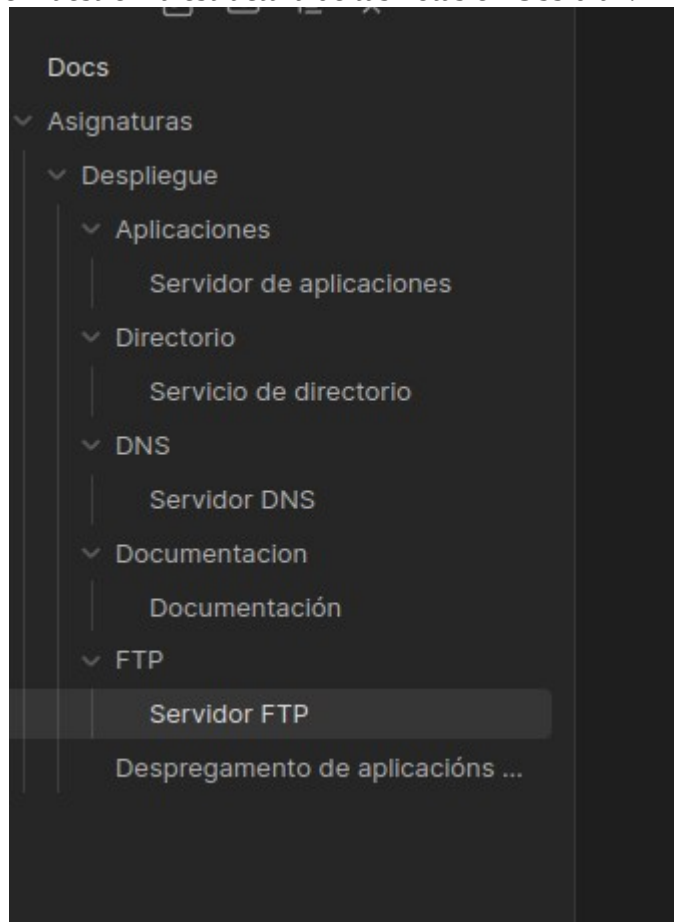 Docs
Asignaturas
Despliegue
Aplicaciones
Servidor de aplicaciones
Directorio
Servicio de directorio
DNS
Servidor DNS
Documentacion
Documentación
FTP
Servidor FTP
Despregamento de aplicacións ...